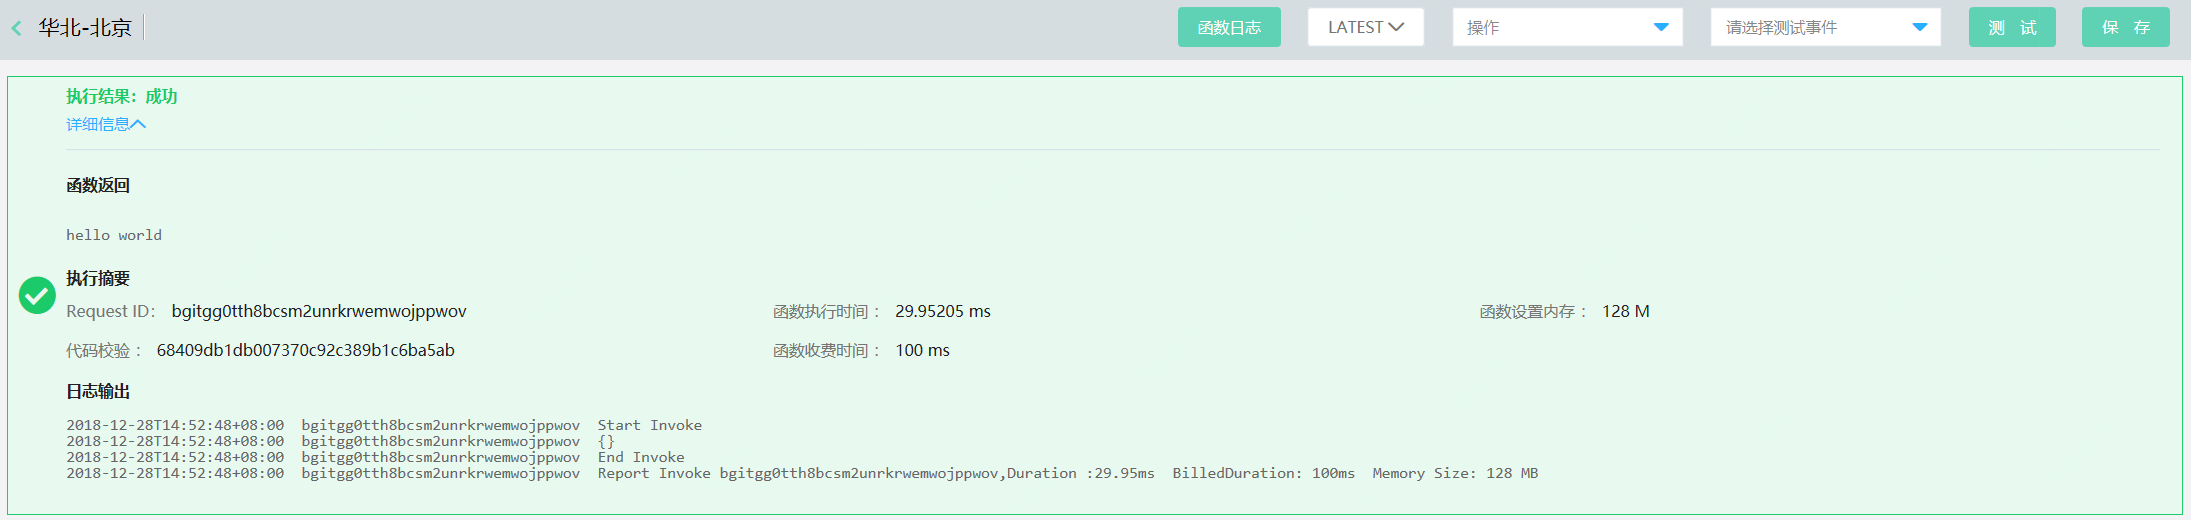 华北-北京
函数日志
LATEST
操作
请选择测试事件
测 试
保 存
执行结果：成功
详细信息
函数返回
hello world
执行摘要
Request ID： bgitgg0tth8bcsm2unrkrwemwojppwov
函数执行时间： 29.95205 ms
函数设置内存： 128 M
代码校验： 68409db1db007370c92c389b1c6ba5ab
函数收费时间： 100 ms
日志输出
2018-12-28T14:52:48+08:00  bgitgg0tth8bcsm2unrkrwemwojppwov  Start Invoke
2018-12-28T14:52:48+08:00  bgitgg0tth8bcsm2unrkrwemwojppwov  {}
2018-12-28T14:52:48+08:00  bgitgg0tth8bcsm2unrkrwemwojppwov  End Invoke
2018-12-28T14:52:48+08:00  bgitgg0tth8bcsm2unrkrwemwojppwov  Report Invoke bgitgg0tth8bcsm2unrkrwemwojppwov,Duration :29.95ms  BilledDuration: 100ms  Memory Size: 128 MB